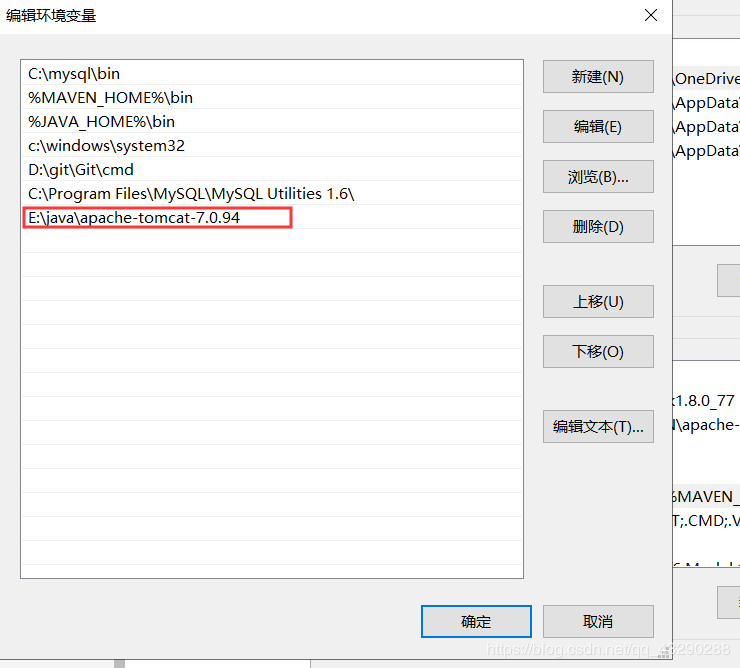 编辑环境变量
C:\mysql\bin
%MAVEN_HOME%\bin
%JAVA_HOME%\bin
c:\windows\system32
D:\git\Git\cmd
C:\Program Files\MySQL\MySQL Utilities 1.6\
E:\java\apache-tomcat-7.0.94
新建(N)
编辑(E)
浏览(B)...
删除(D)
上移(U)
下移(O)
编辑文本(T)...
确定
取消
\OneDrive
\AppData\
\AppData\
\AppData\
1.8.0_77
\apache-
%MAVEN_
T;.CMD;.V
https://blog.csdn.net/qq_43290288